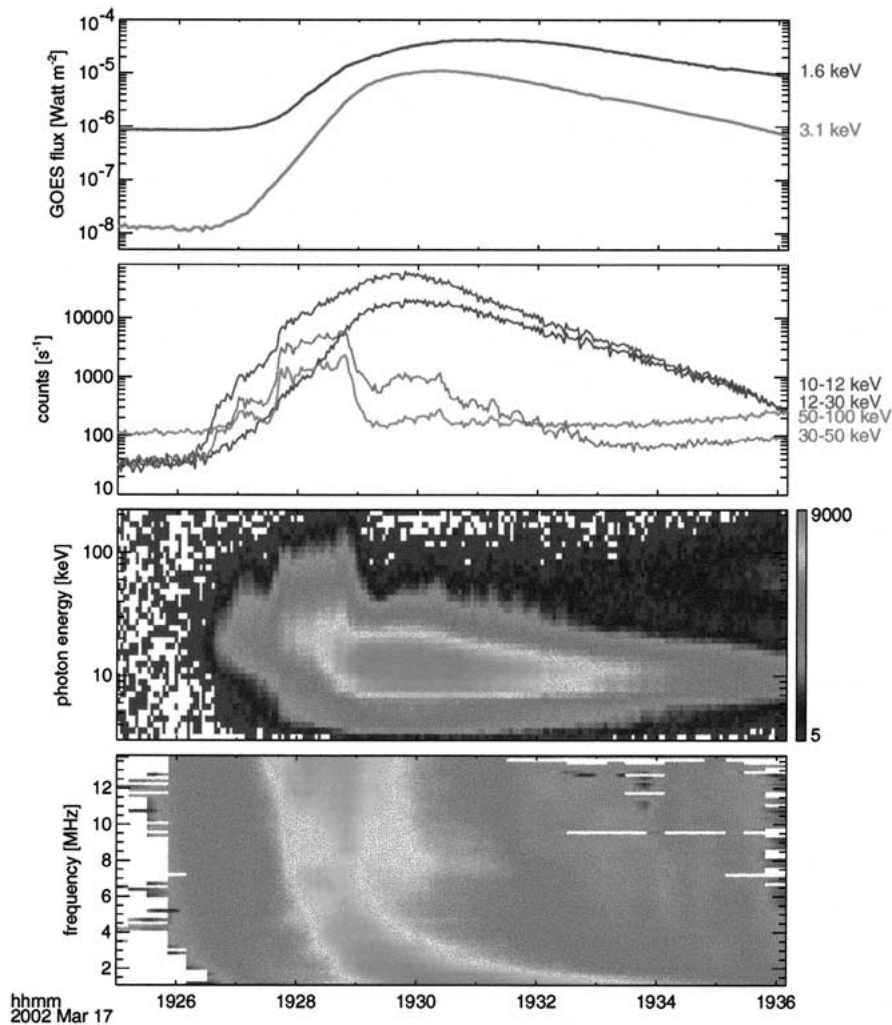 10⁻⁴
10⁻⁵
10⁻⁶
10⁻⁷
10⁻⁸
GOES flux [Watt m⁻²]
1.6 keV
3.1 keV
10000
1000
100
10
counts [s⁻¹]
10-12 keV
12-30 keV
50-100 keV
30-50 keV
100
10
photon energy [keV]
9000
5
12
10
8
6
4
2
frequency [MHz]
hhmm
2002 Mar 17
1926
1928
1930
1932
1934
1936